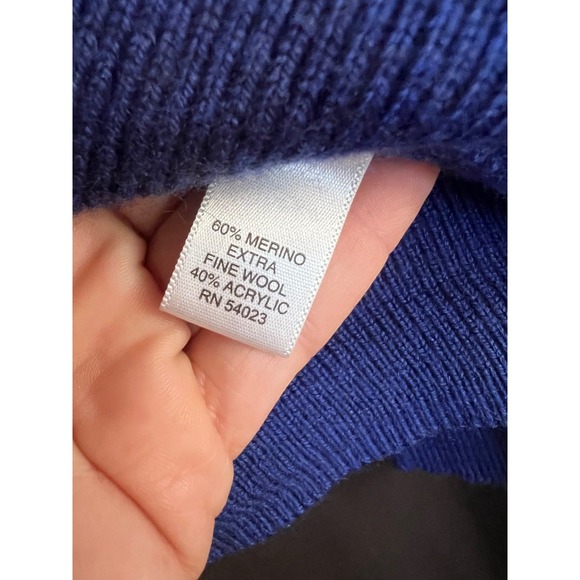 60% MERINO
EXTRA
FINE WOOL
40% ACRYLIC
RN 54023